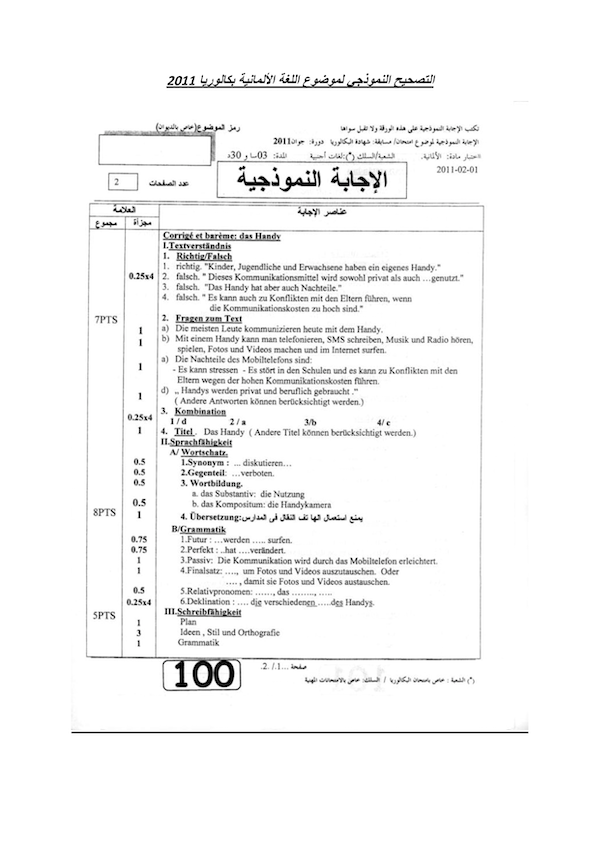 التصحيح النموذجي لموضوع اللغة الألمانية بكالوريا 2011
تكتب الإجابة النموذجية على هذه الورقة ولا تقبل سواها
رمز الموضوع(خاص بالديوان)
الإجابة النموذجية لموضوع امتحان/ مسابقة: شهادة البكالوريا دورة: جوان2011
اختبار مادة: الألمانية. الشعبة/السلك (*):لغات أجنبية المدة: 03سا و 30د
2011-02-01
الإجابة النموذجية
عدد الصفحات 2
عناصر الإجابة
العلامة
مجزأة مجموع
Corrigé et barème: das Handy
I.Textverständnis
1. Richtig/Falsch
1. richtig. "Kinder, Jugendliche und Erwachsene haben ein eigenes Handy."
0.25x4 2. falsch. " Dieses Kommunikationsmittel wird sowohl privat als auch …genutzt."
3. falsch. "Das Handy hat aber auch Nachteile."
4. falsch. " Es kann auch zu Konflikten mit den Eltern führen, wenn
die Kommunikationskosten zu hoch sind."
7PTS 2. Fragen zum Text
1 a) Die meisten Leute kommunizieren heute mit dem Handy.
1 b) Mit einem Handy kann man telefonieren, SMS schreiben, Musik und Radio hören,
spielen, Fotos und Videos machen und im Internet surfen.
1 a) Die Nachteile des Mobiltelefons sind:
- Es kann stressen - Es stört in den Schulen und es kann zu Konflikten mit den
Eltern wegen der hohen Kommunikationskosten führen.
1 d) „ Handys werden privat und beruflich gebraucht .“
( Andere Antworten können berücksichtigt werden.)
3. Kombination
0.25x4 1 / d 2 / a 3/b 4/ c
1 4. Titel . Das Handy ( Andere Titel können berücksichtigt werden.)
II.Sprachfähigkeit
A/ Wortschatz.
0.5 1.Synonym : … diskutieren…
0.5 2.Gegenteil: …verboten.
0.5 3. Wortbildung.
a. das Substantiv: die Nutzung
0.5 b. das Kompositum: die Handykamera
8PTS 1 4. Übersetzung: يمنع استعمال الهاتف النقال في المدارس
B/Grammatik
0.75 1.Futur : …werden ….. surfen.
0.75 2.Perfekt : ..hat ….verändert.
1 3.Passiv: Die Kommunikation wird durch das Mobiltelefon erleichtert.
1 4.Finalsatz: …., um Fotos und Videos auszutauschen. Oder
…. , damit sie Fotos und Videos austauschen.
0.5 5.Relativpronomen: ……, das …….., …..
0.25x4 6.Deklination : …. die verschiedenen …..des Handys.
5PTS III.Schreibfähigkeit
1 Plan
3 Ideen , Stil und Orthografie
1 Grammatik
100
صفحة ...1./ .2.
(*) الشعبة : خاص بامتحان البكالوريا / السلك: خاص بالامتحانات المهنية